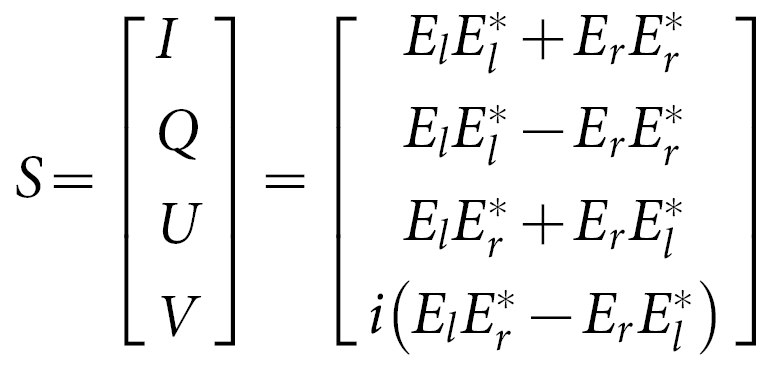 S = [I Q U V] = [E_l E_l^* + E_r E_r^*
E_l E_l^* − E_r E_r^*
E_l E_r^* + E_r E_l^*
i(E_l E_r^* − E_r E_l^*)]